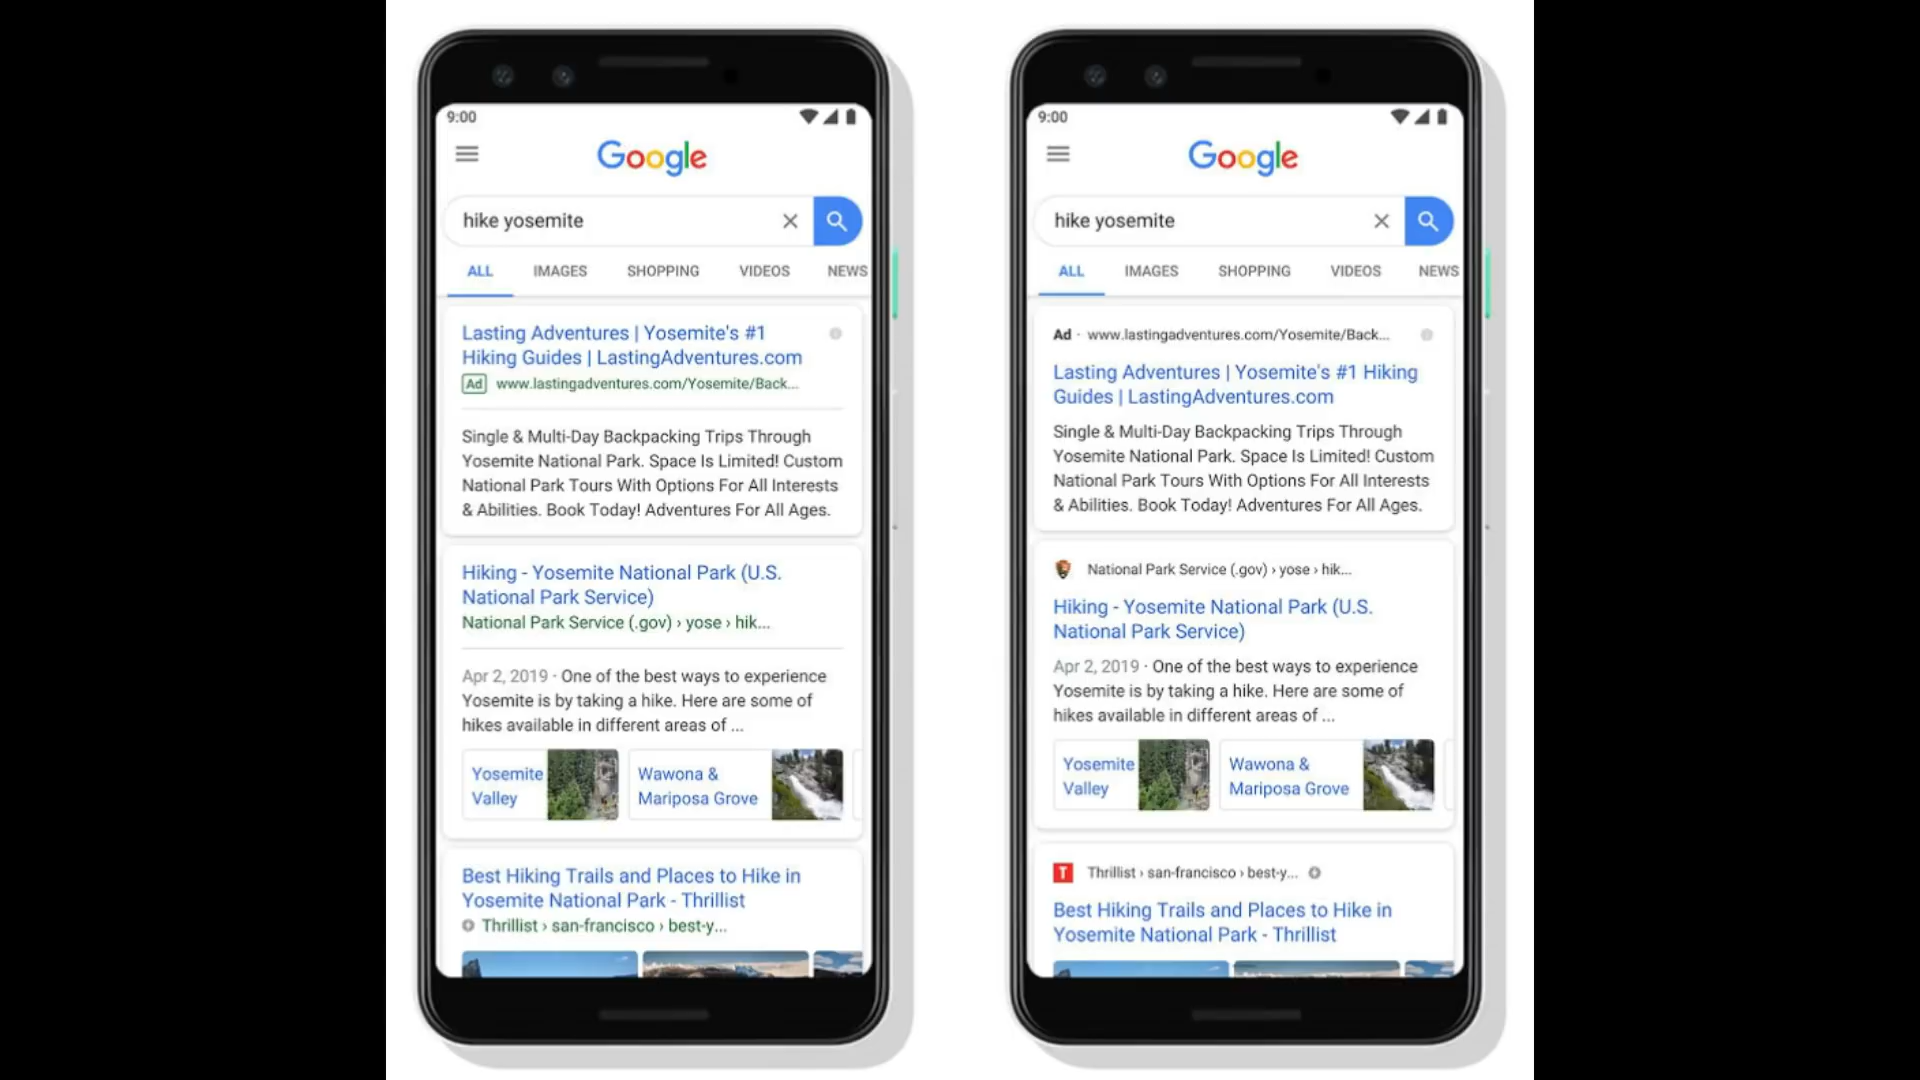 9:00
Google
hike yosemite
ALL IMAGES SHOPPING VIDEOS NEWS
Lasting Adventures | Yosemite's #1
Hiking Guides | LastingAdventures.com
Ad www.lastingadventures.com/Yosemite/Back...
Single & Multi-Day Backpacking Trips Through
Yosemite National Park. Space Is Limited! Custom
National Park Tours With Options For All Interests
& Abilities. Book Today! Adventures For All Ages.
Hiking - Yosemite National Park (U.S.
National Park Service)
National Park Service (.gov) › yose › hik...
Apr 2, 2019 · One of the best ways to experience
Yosemite is by taking a hike. Here are some of
hikes available in different areas of ...
Yosemite
Valley
Wawona &
Mariposa Grove
Best Hiking Trails and Places to Hike in
Yosemite National Park - Thrillist
Thrillist › san-francisco › best-y...
9:00
Google
hike yosemite
ALL IMAGES SHOPPING VIDEOS NEWS
Ad · www.lastingadventures.com/Yosemite/Back...
Lasting Adventures | Yosemite's #1 Hiking
Guides | LastingAdventures.com
Single & Multi-Day Backpacking Trips Through
Yosemite National Park. Space Is Limited! Custom
National Park Tours With Options For All Interests
& Abilities. Book Today! Adventures For All Ages.
National Park Service (.gov) › yose › hik...
Hiking - Yosemite National Park (U.S.
National Park Service)
Apr 2, 2019 · One of the best ways to experience
Yosemite is by taking a hike. Here are some of
hikes available in different areas of ...
Yosemite
Valley
Wawona &
Mariposa Grove
T Thrillist › san-francisco › best-y...
Best Hiking Trails and Places to Hike in
Yosemite National Park - Thrillist